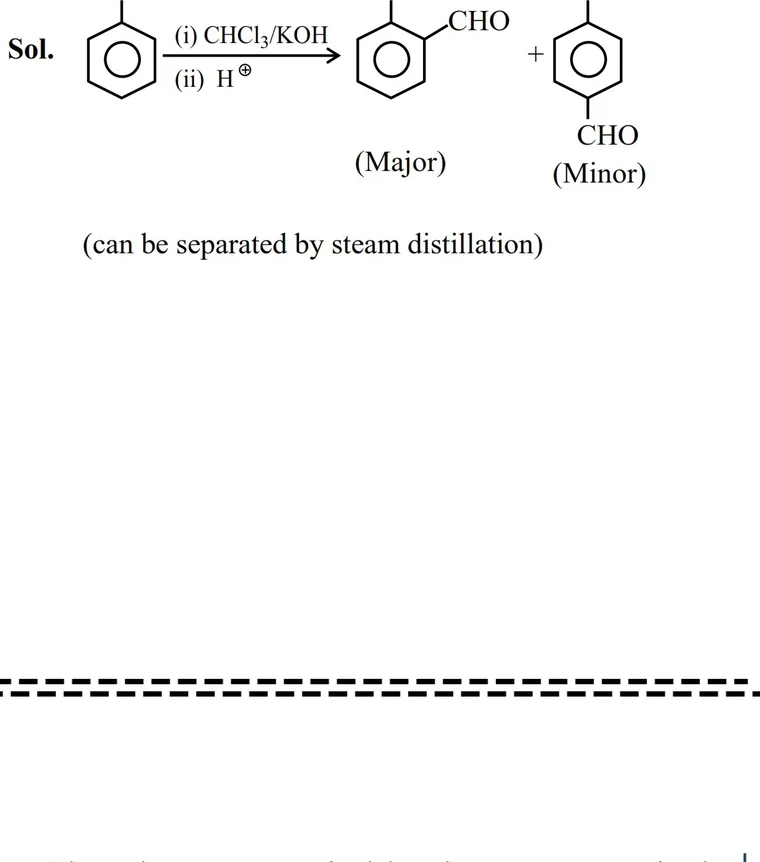 Sol.
(i) CHCl₃/KOH
(ii) H⊕
CHO
+
CHO
(Major)
(Minor)
(can be separated by steam distillation)